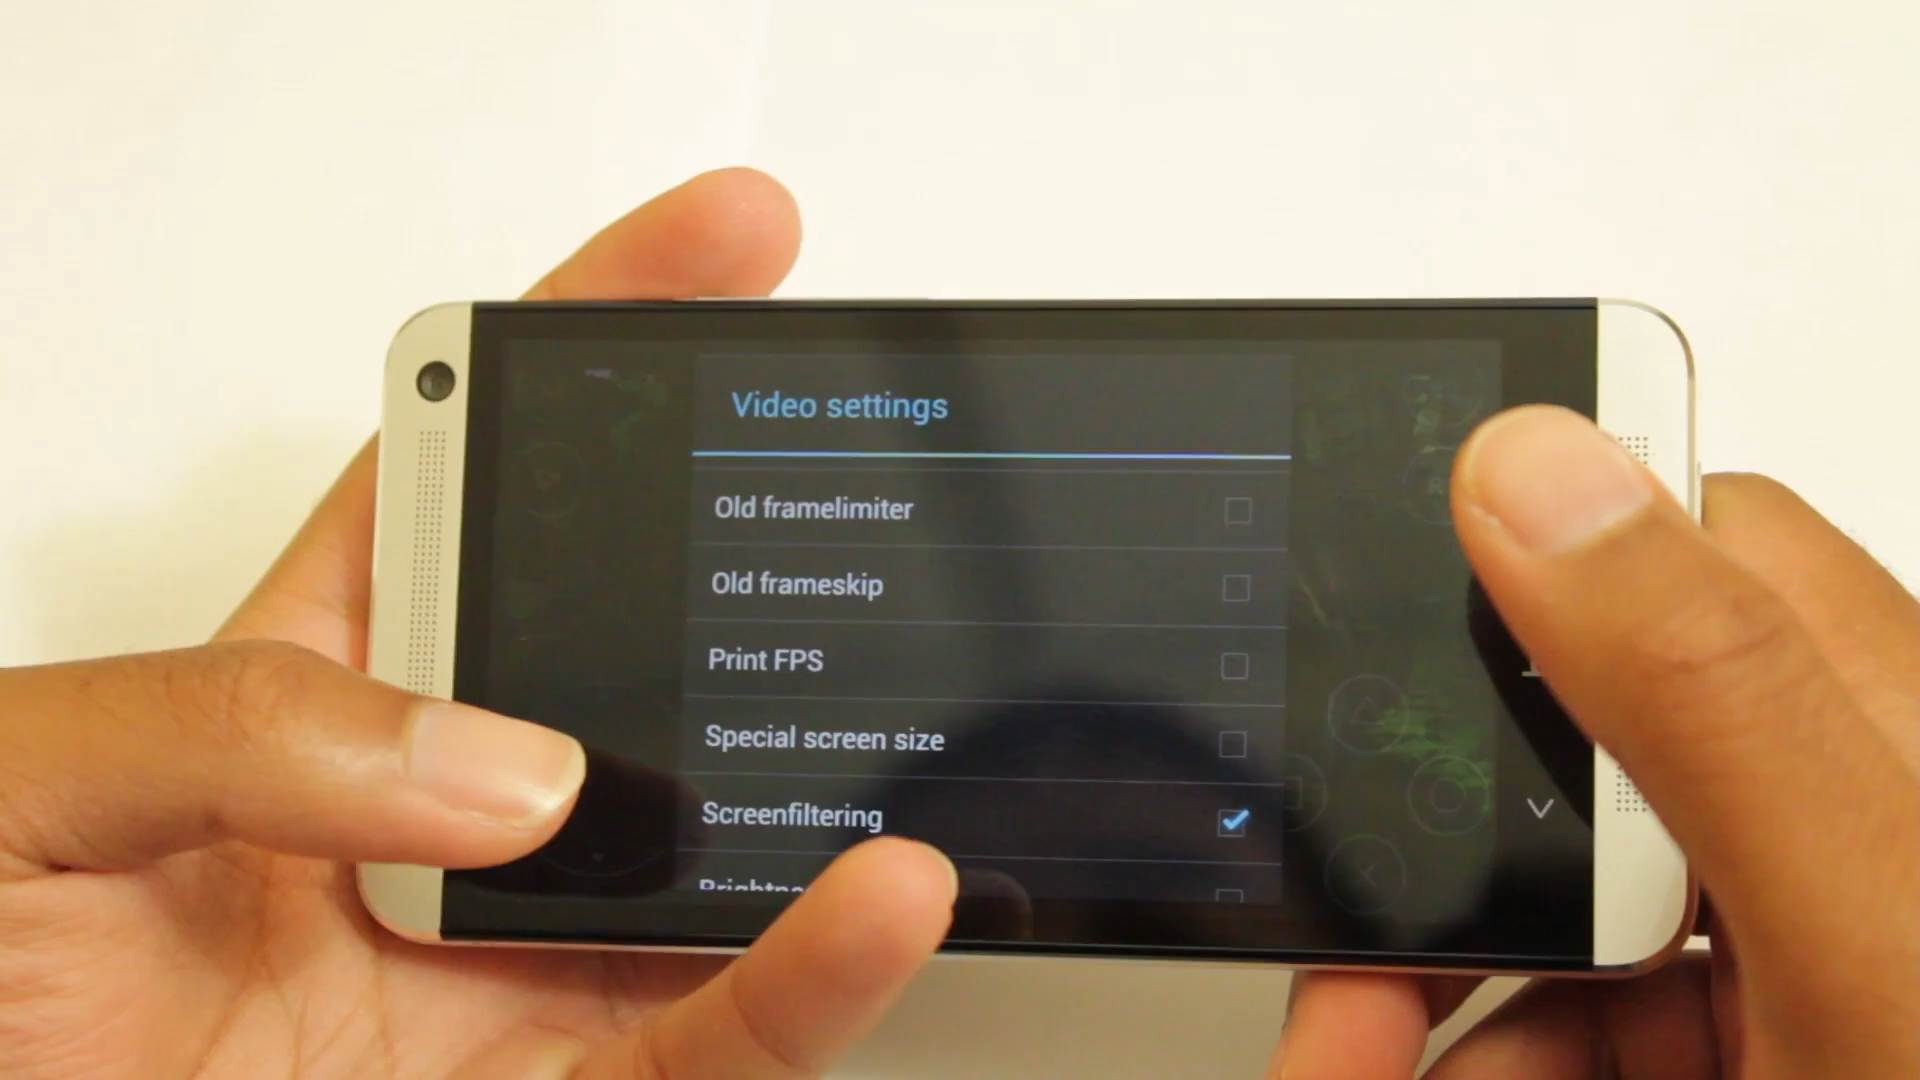 Video settings
Old framelimiter
Old frameskip
Print FPS
Special screen size
Screenfiltering